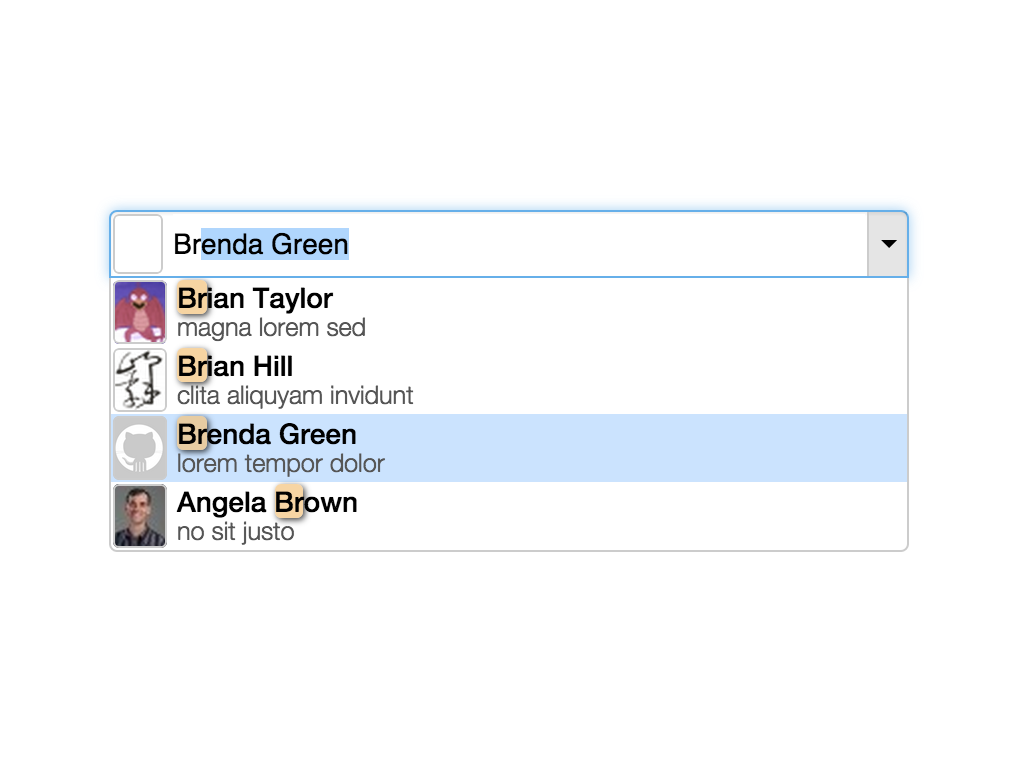 Brenda Green
Brian Taylor
magna lorem sed
Brian Hill
clita aliquyam invidunt
Brenda Green
lorem tempor dolor
Angela Brown
no sit justo